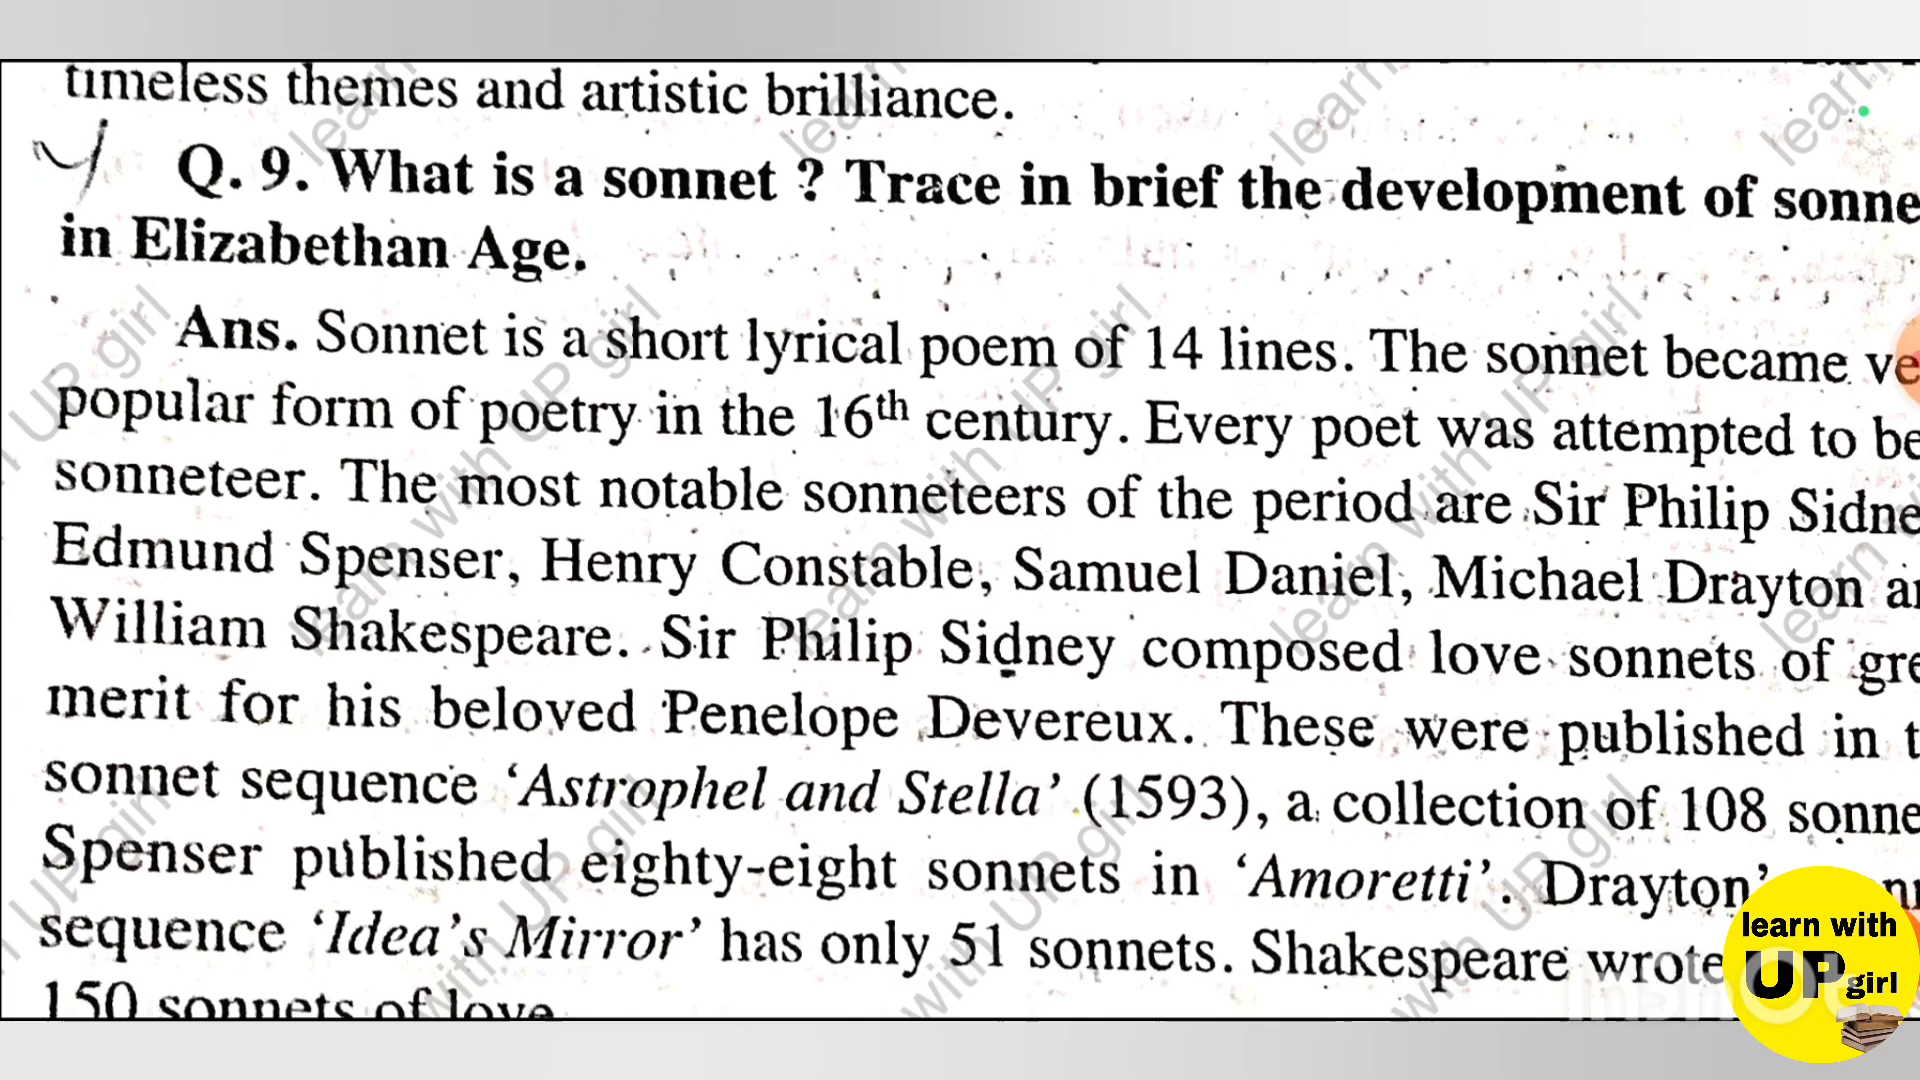 timeless themes and artistic brilliance.
Q. 9. What is a sonnet ? Trace in brief the development of sonne
in Elizabethan Age.
Ans. Sonnet is a short lyrical poem of 14 lines. The sonnet became ve
popular form of poetry in the 16th century. Every poet was attempted to be
sonneteer. The most notable sonneteers of the period are Sir Philip Sidne
Edmund Spenser, Henry Constable, Samuel Daniel, Michael Drayton a
William Shakespeare. Sir Philip Sidney composed love sonnets of gre
merit for his beloved Penelope Devereux. These were published in t
sonnet sequence ‘Astrophel and Stella’ (1593), a collection of 108 sonne
Spenser published eighty-eight sonnets in ‘Amoretti’. Drayton’
sequence ‘Idea’s Mirror’ has only 51 sonnets. Shakespeare wrote
150 sonnets of love
learn with
UP girl